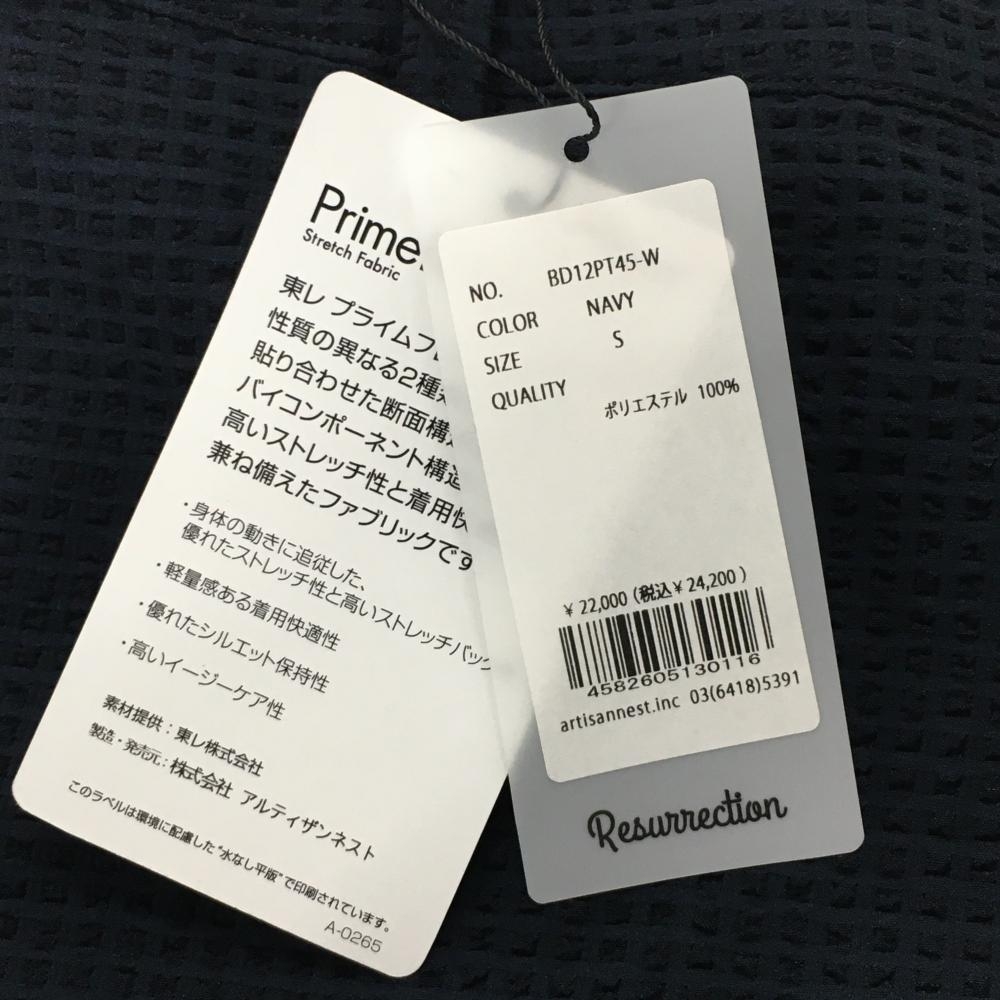 Prime
Stretch Fabric
東レ プライムフ
性質の異なる2種
貼り合わせた断面構
バイコンポーネント構造
高いストレッチ性と着用快
兼ね備えたファブリックです
・身体の動きに追従した、
優れたストレッチ性と高いストレッチバック
・軽量感ある着用快適性
・優れたシルエット保持性
・高いイージーケア性
素材提供：東レ株式会社
製造・発売元：株式会社 アルティザンネスト
このラベルは環境に配慮した"水なし平版"で印刷されています。
A-0265
NO. BD12PT45-W
COLOR NAVY
SIZE S
QUALITY
ポリエステル 100%
¥ 22,000 (税込¥ 24,200 )
4582605130116
artisannest.inc 03(6418)5391
Resurrection